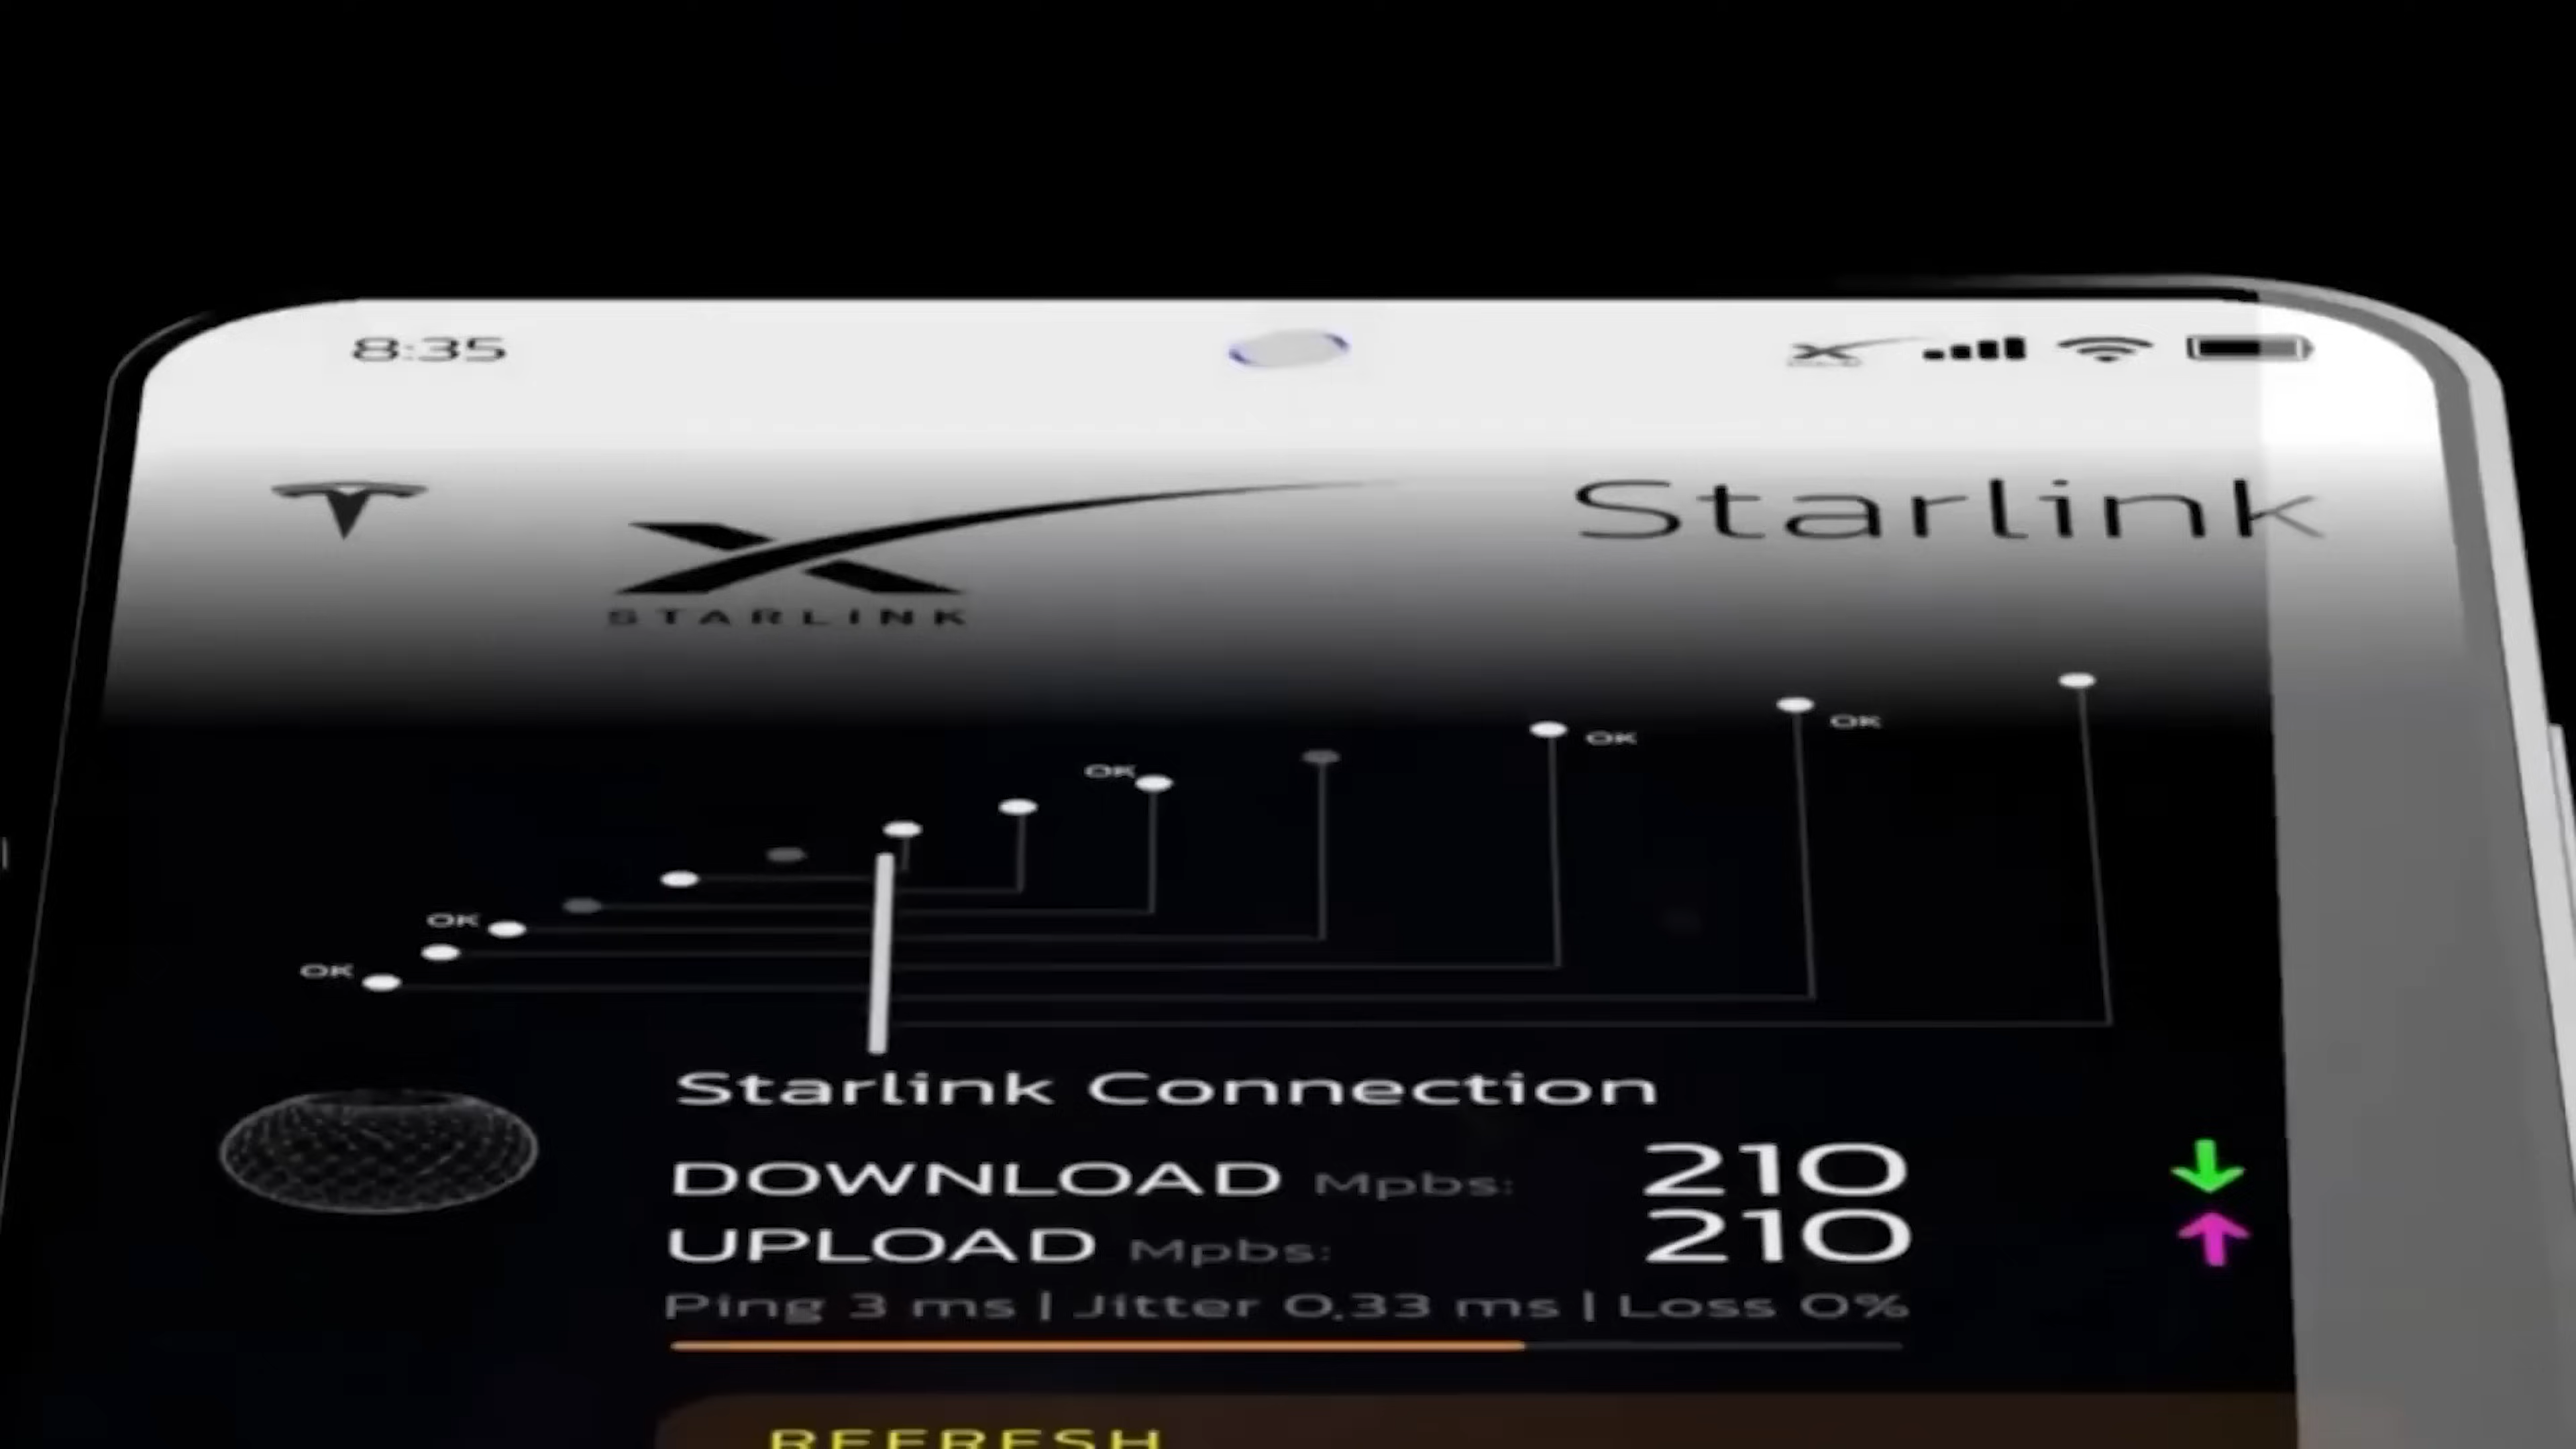 8:35
Starlink
STARLINK
OK
OK
OK
OK
OK
Starlink Connection
DOWNLOAD Mpbs: 210
UPLOAD Mpbs: 210
Ping 3 ms | Jitter 0.33 ms | Loss 0%
REFRESH